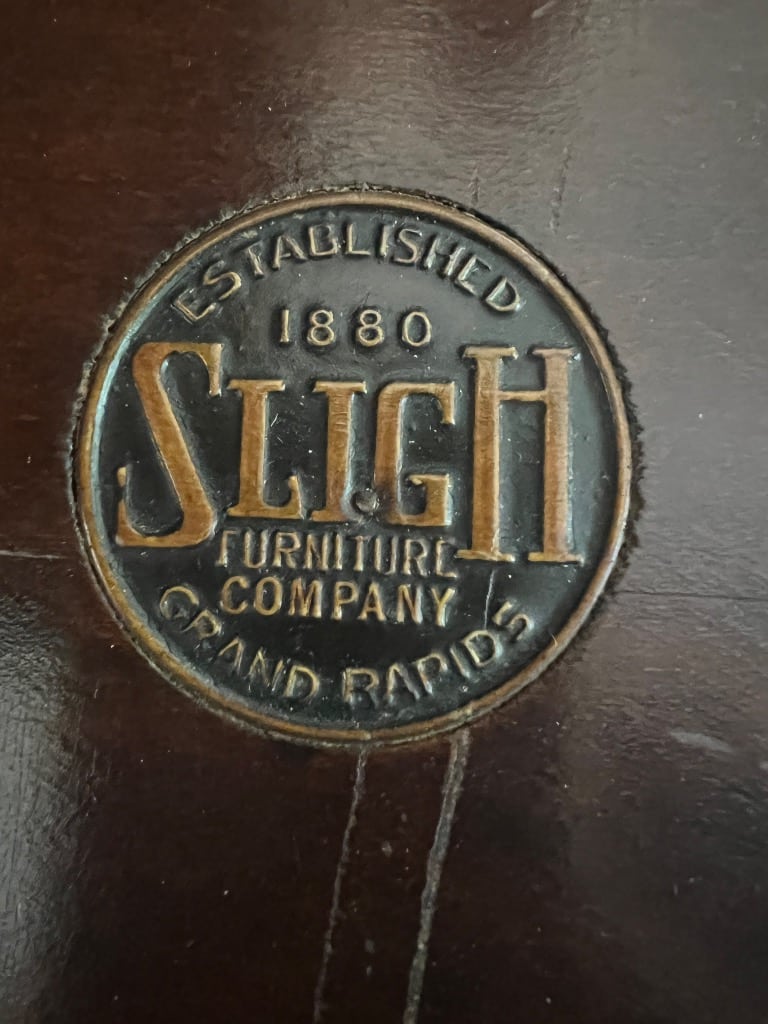 ESTABLISHED
1880
SLIGH
FURNITURE
COMPANY
GRAND RAPIDS